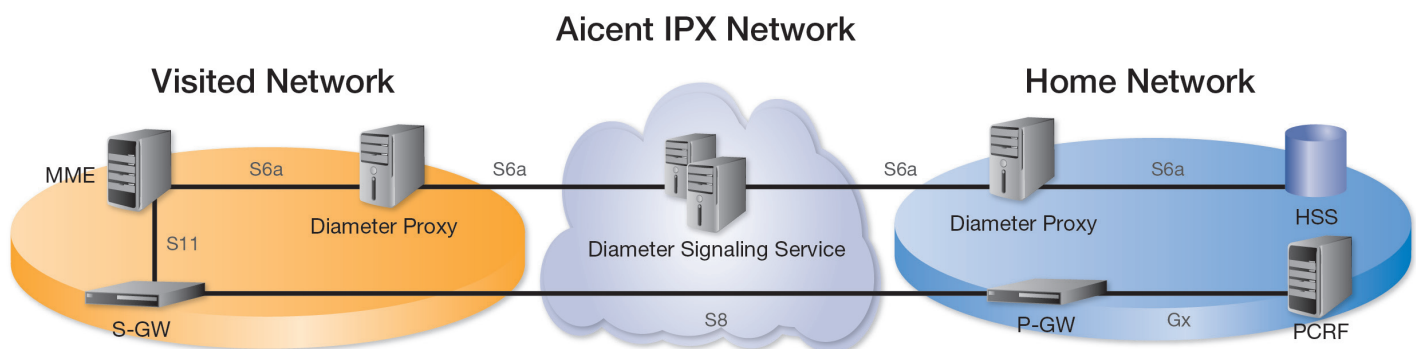 Aicent IPX Network
Visited Network
Home Network
MME
S6a
S6a
S6a
S6a
Diameter Proxy
Diameter Signaling Service
Diameter Proxy
HSS
S11
S-GW
S8
P-GW
Gx
PCRF